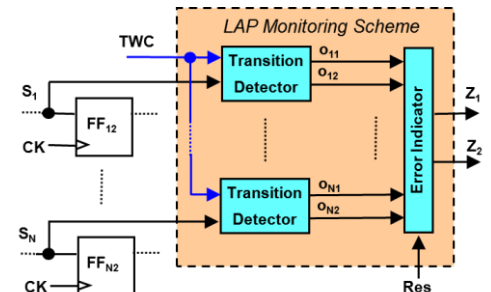 LAP Monitoring Scheme
TWC
Transition
Detector
o11
o12
S1
FF12
CK
Error Indicator
Z1
Z2
Transition
Detector
oN1
oN2
SN
FFN2
CK
Res